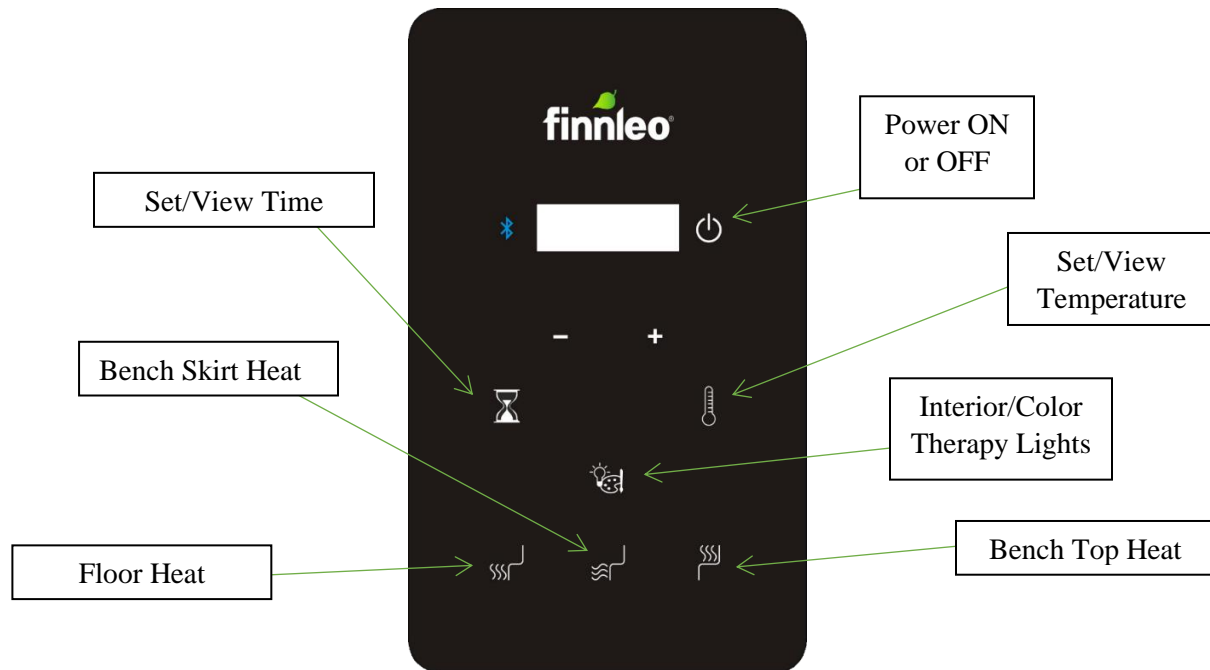 finnleo®
Power ON
or OFF
Set/View Time
Set/View
Temperature
− +
Bench Skirt Heat
Interior/Color
Therapy Lights
Floor Heat
Bench Top Heat